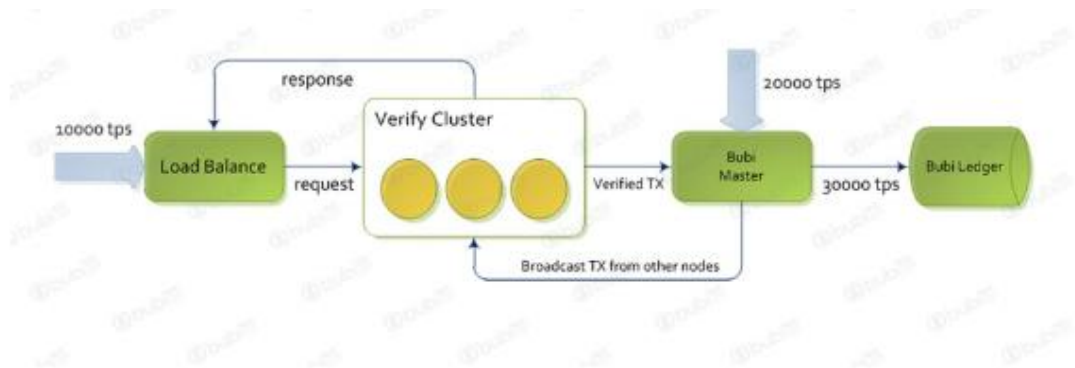 response
20000 tps
Verify Cluster
10000 tps
Load Balance
request
Verified TX
Bubi
Master
30000 tps
Bubi Ledger
Broadcast TX from other nodes